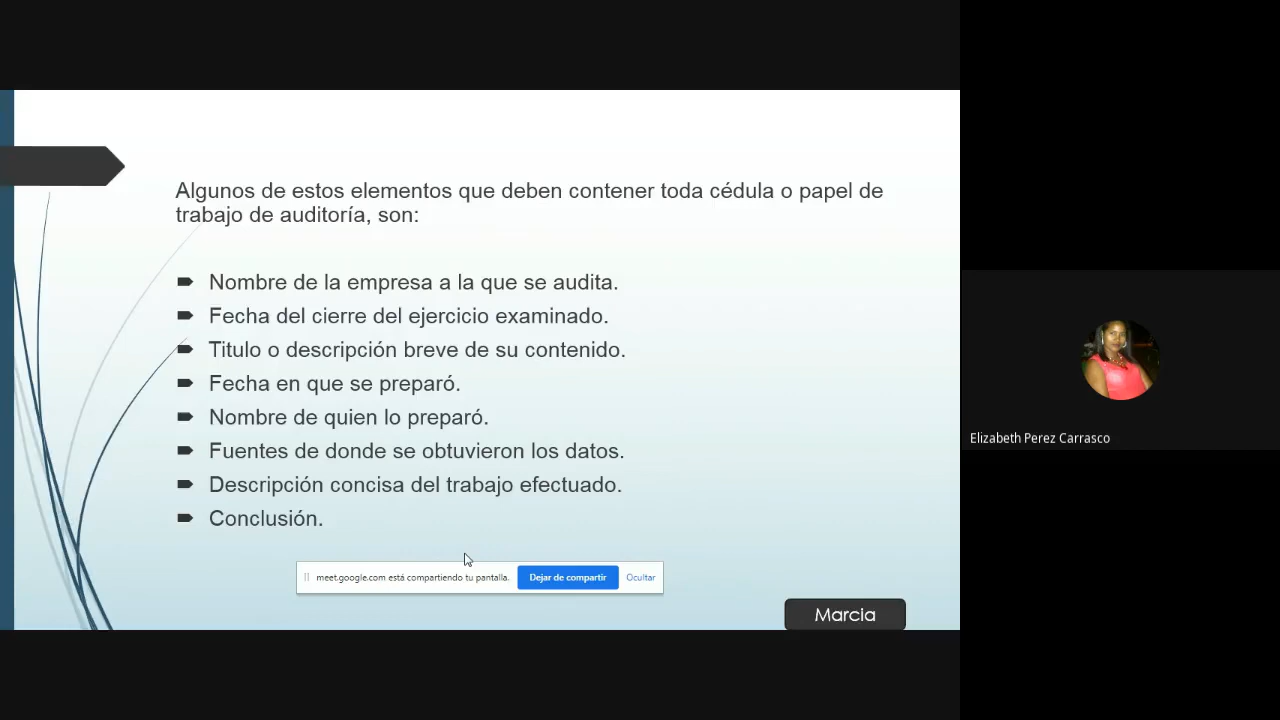 Algunos de estos elementos que deben contener toda cédula o papel de
trabajo de auditoría, son:
Nombre de la empresa a la que se audita.
Fecha del cierre del ejercicio examinado.
Titulo o descripción breve de su contenido.
Fecha en que se preparó.
Nombre de quien lo preparó.
Fuentes de donde se obtuvieron los datos.
Descripción concisa del trabajo efectuado.
Conclusión.
meet.google.com está compartiendo tu pantalla. Dejar de compartir Ocultar
Marcia
Elizabeth Perez Carrasco